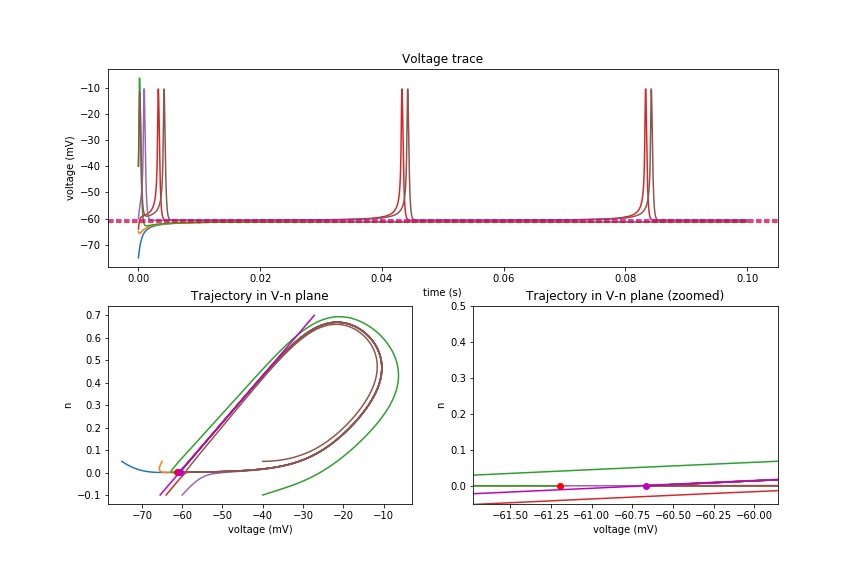 Voltage trace
voltage (mV)
−10
−20
−30
−40
−50
−60
−70
0.00 0.02 0.04 0.06 0.08 0.10
time (s)
Trajectory in V-n plane
n
0.7
0.6
0.5
0.4
0.3
0.2
0.1
0.0
−0.1
−70 −60 −50 −40 −30 −20 −10
voltage (mV)
Trajectory in V-n plane (zoomed)
n
0.5
0.4
0.3
0.2
0.1
0.0
−61.50 −61.25 −61.00 −60.75 −60.50 −60.25 −60.00
voltage (mV)